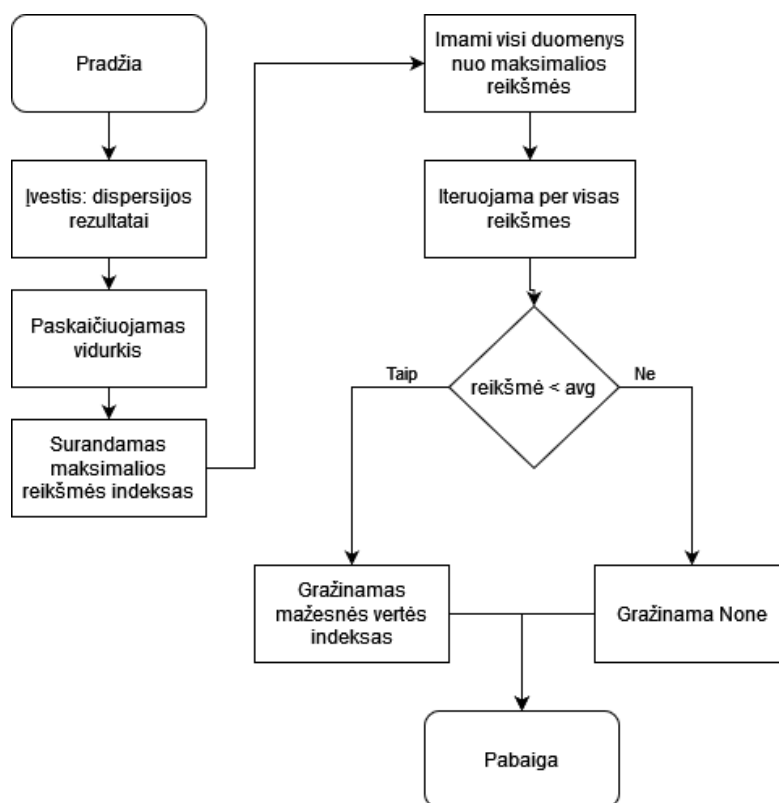 Pradžia
Įvestis: dispersijos
rezultatai
Paskaičiuojamas
vidurkis
Surandamas
maksimalios
reikšmės indeksas
Imami visi duomenys
nuo maksimalios
reikšmės
Iteruojama per visas
reikšmes
reikšmė < avg
Taip
Ne
Gražinamas
mažesnės vertės
indeksas
Gražinama None
Pabaiga